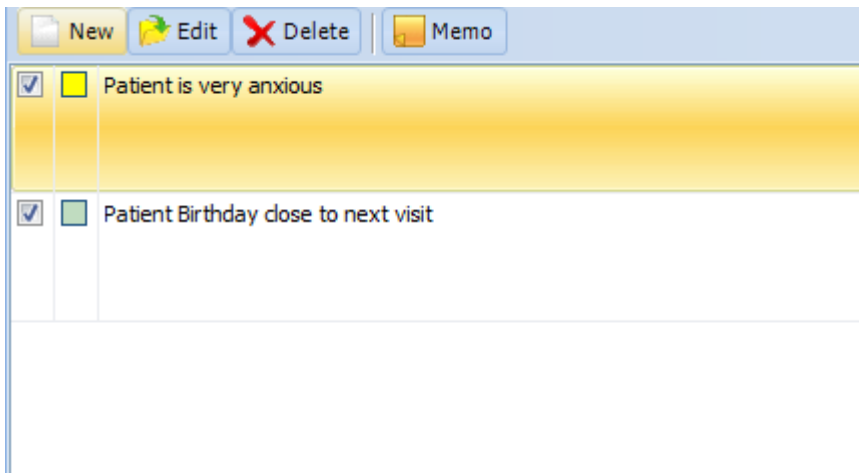 New Edit Delete Memo
Patient is very anxious
Patient Birthday close to next visit